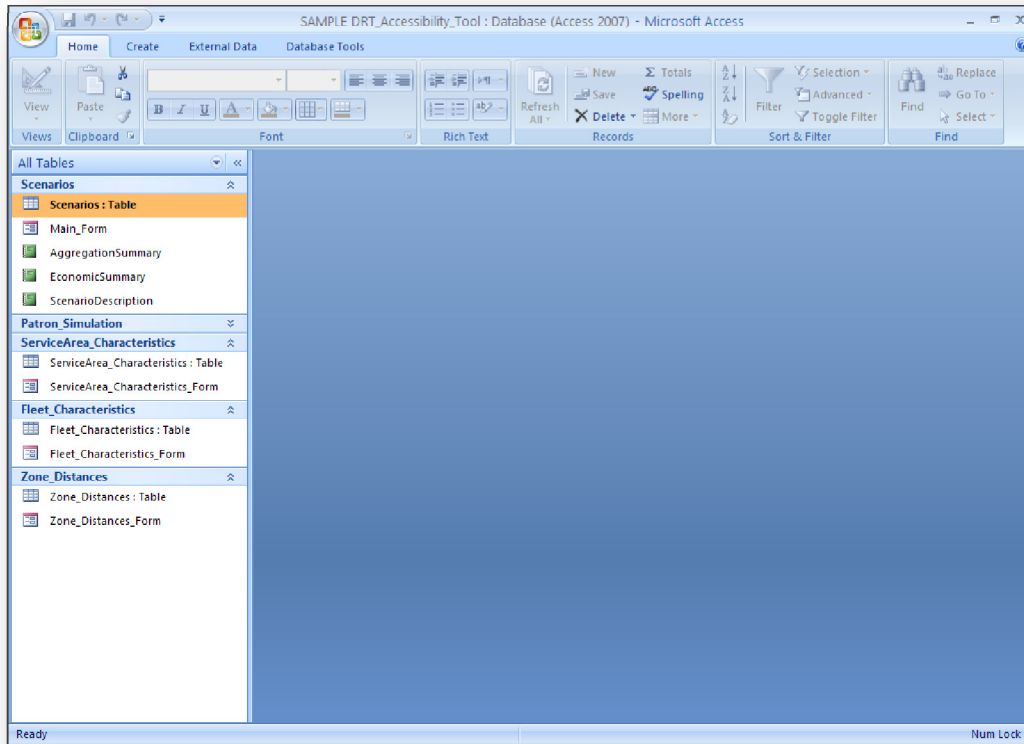 SAMPLE DRT_Accessibility_Tool : Database (Access 2007) - Microsoft Access
Home Create External Data Database Tools
View
Views
Paste
Clipboard
B I U A
Font
ab
Rich Text
Refresh All
New
Save
Delete
Σ Totals
Spelling
More
Records
Filter
Selection
Advanced
Toggle Filter
Sort & Filter
Find
Replace
Go To
Select
Find
All Tables «
Scenarios
Scenarios : Table
Main_Form
AggregationSummary
EconomicSummary
ScenarioDescription
Patron_Simulation
ServiceArea_Characteristics
ServiceArea_Characteristics : Table
ServiceArea_Characteristics_Form
Fleet_Characteristics
Fleet_Characteristics : Table
Fleet_Characteristics_Form
Zone_Distances
Zone_Distances : Table
Zone_Distances_Form
Ready Num Lock